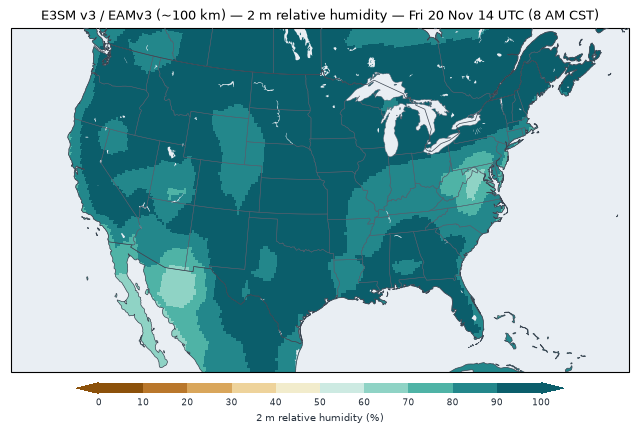 E3SM v3 / EAMv3 (~100 km) — 2 m relative humidity — Fri 20 Nov 14 UTC (8 AM CST)
0 10 20 30 40 50 60 70 80 90 100
2 m relative humidity (%)